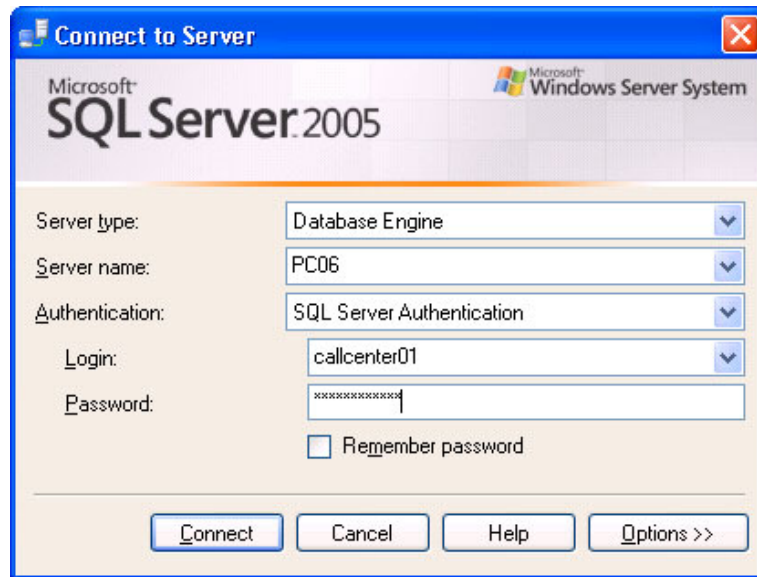 Connect to Server
Microsoft
SQL Server 2005
Microsoft
Windows Server System
Server type: Database Engine
Server name: PC06
Authentication: SQL Server Authentication
Login: callcenter01
Password: ************
Remember password
Connect Cancel Help Options >>